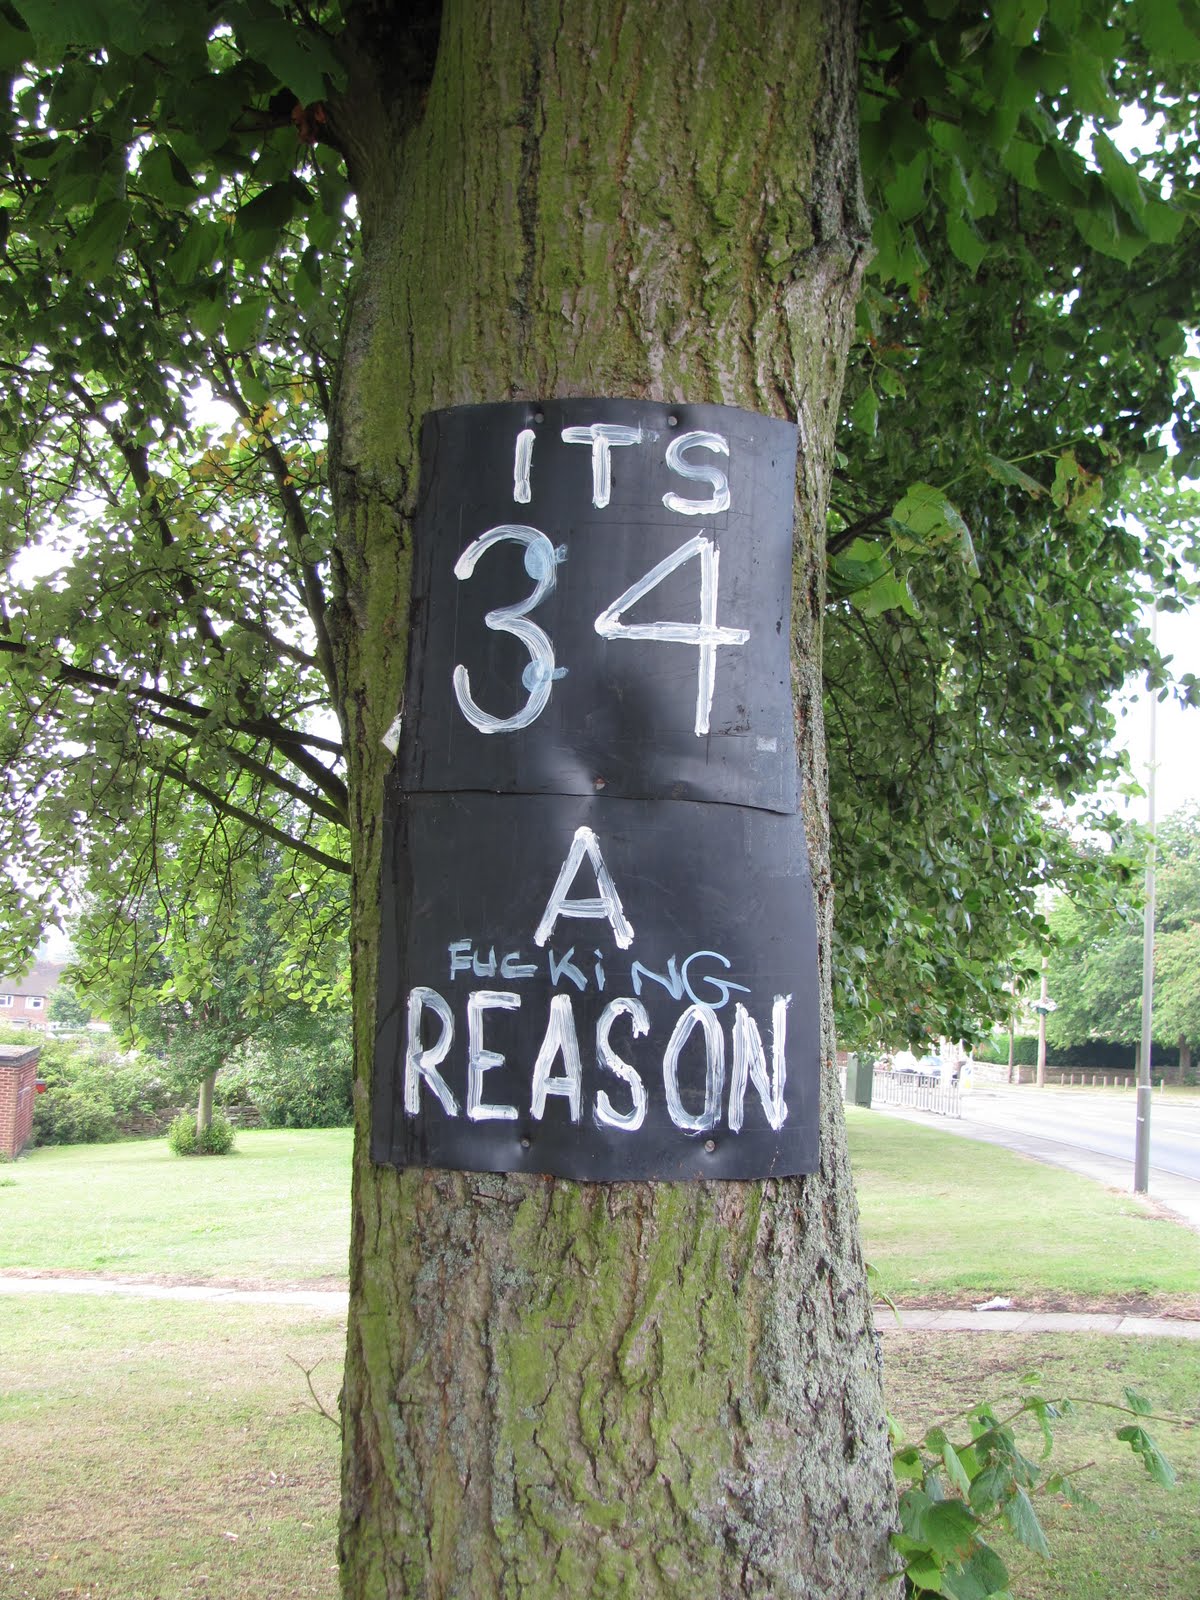 ITS
34
A
FUCKiNG
REASON